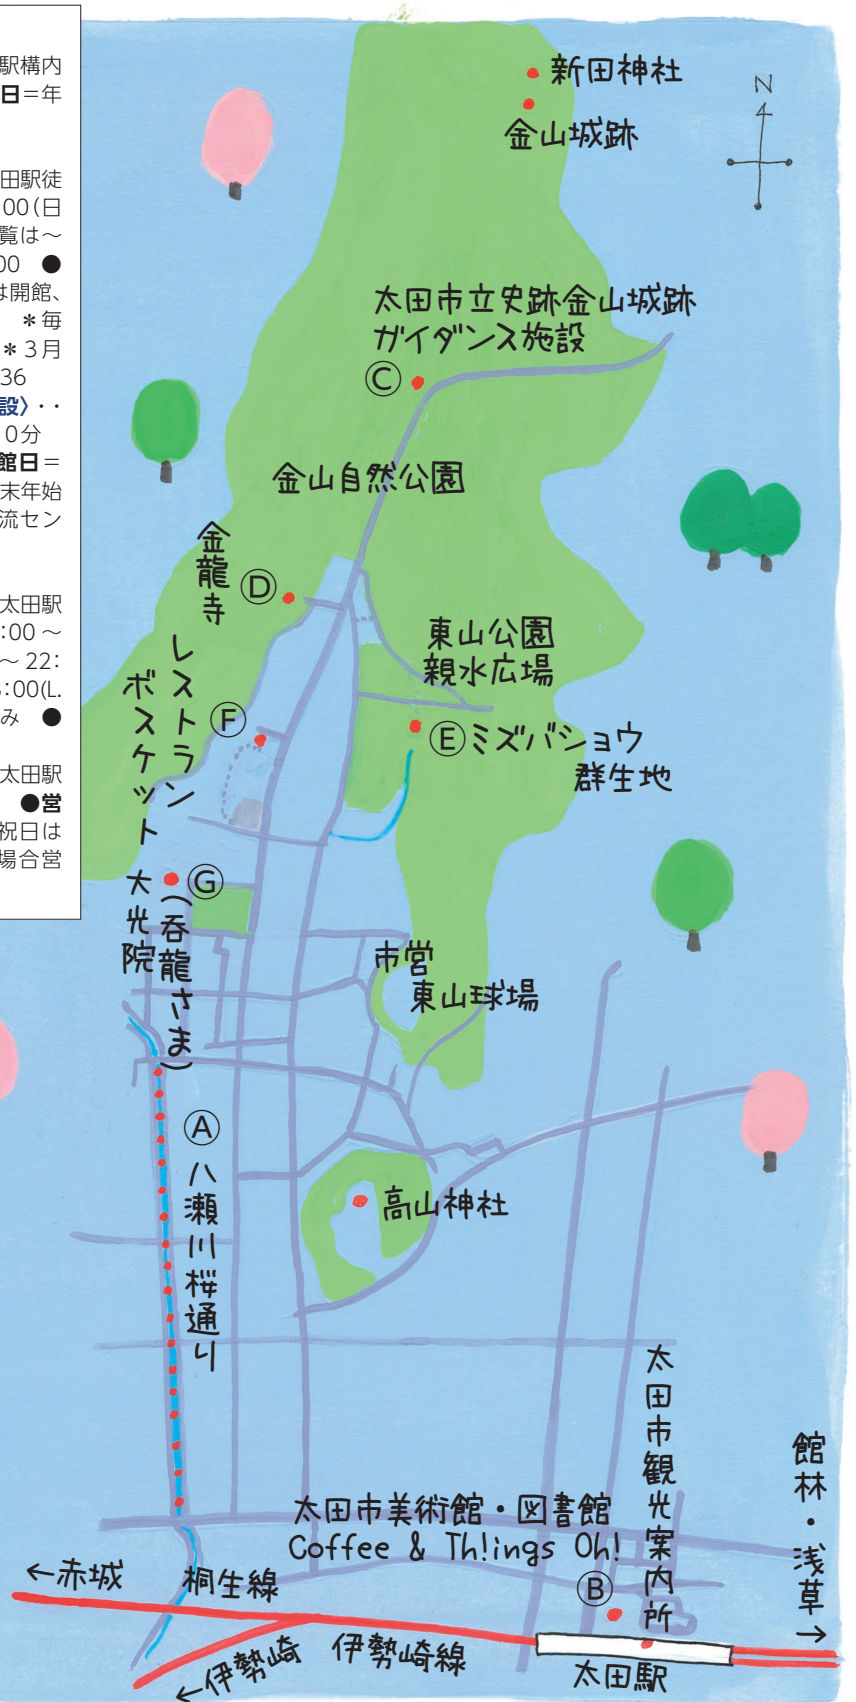 駅構内
日＝年
田駅徒
00（日
覧は～
00　●
は開館、
＊毎
＊3月
36
設〉・・
0分
館日＝
末年始
流セン
太田駅
:00～
～22:
:00(L.
み　●
太田駅
●営
祝日は
場合営
新田神社
金山城跡
N
太田市立史跡金山城跡
ガイダンス施設
Ⓒ
金山自然公園
金龍寺
Ⓓ
東山公園
親水広場
レストラン
ボスケット
Ⓕ
Ⓔミズバショウ
群生地
Ⓖ
大光院
（呑龍さま）
市営
東山球場
Ⓐ
八瀬川桜通り
高山神社
太田市観光案内所
館林・浅草→
太田市美術館・図書館
Coffee & Th!ings Oh!
Ⓑ
←赤城
桐生線
←伊勢崎
伊勢崎線
太田駅